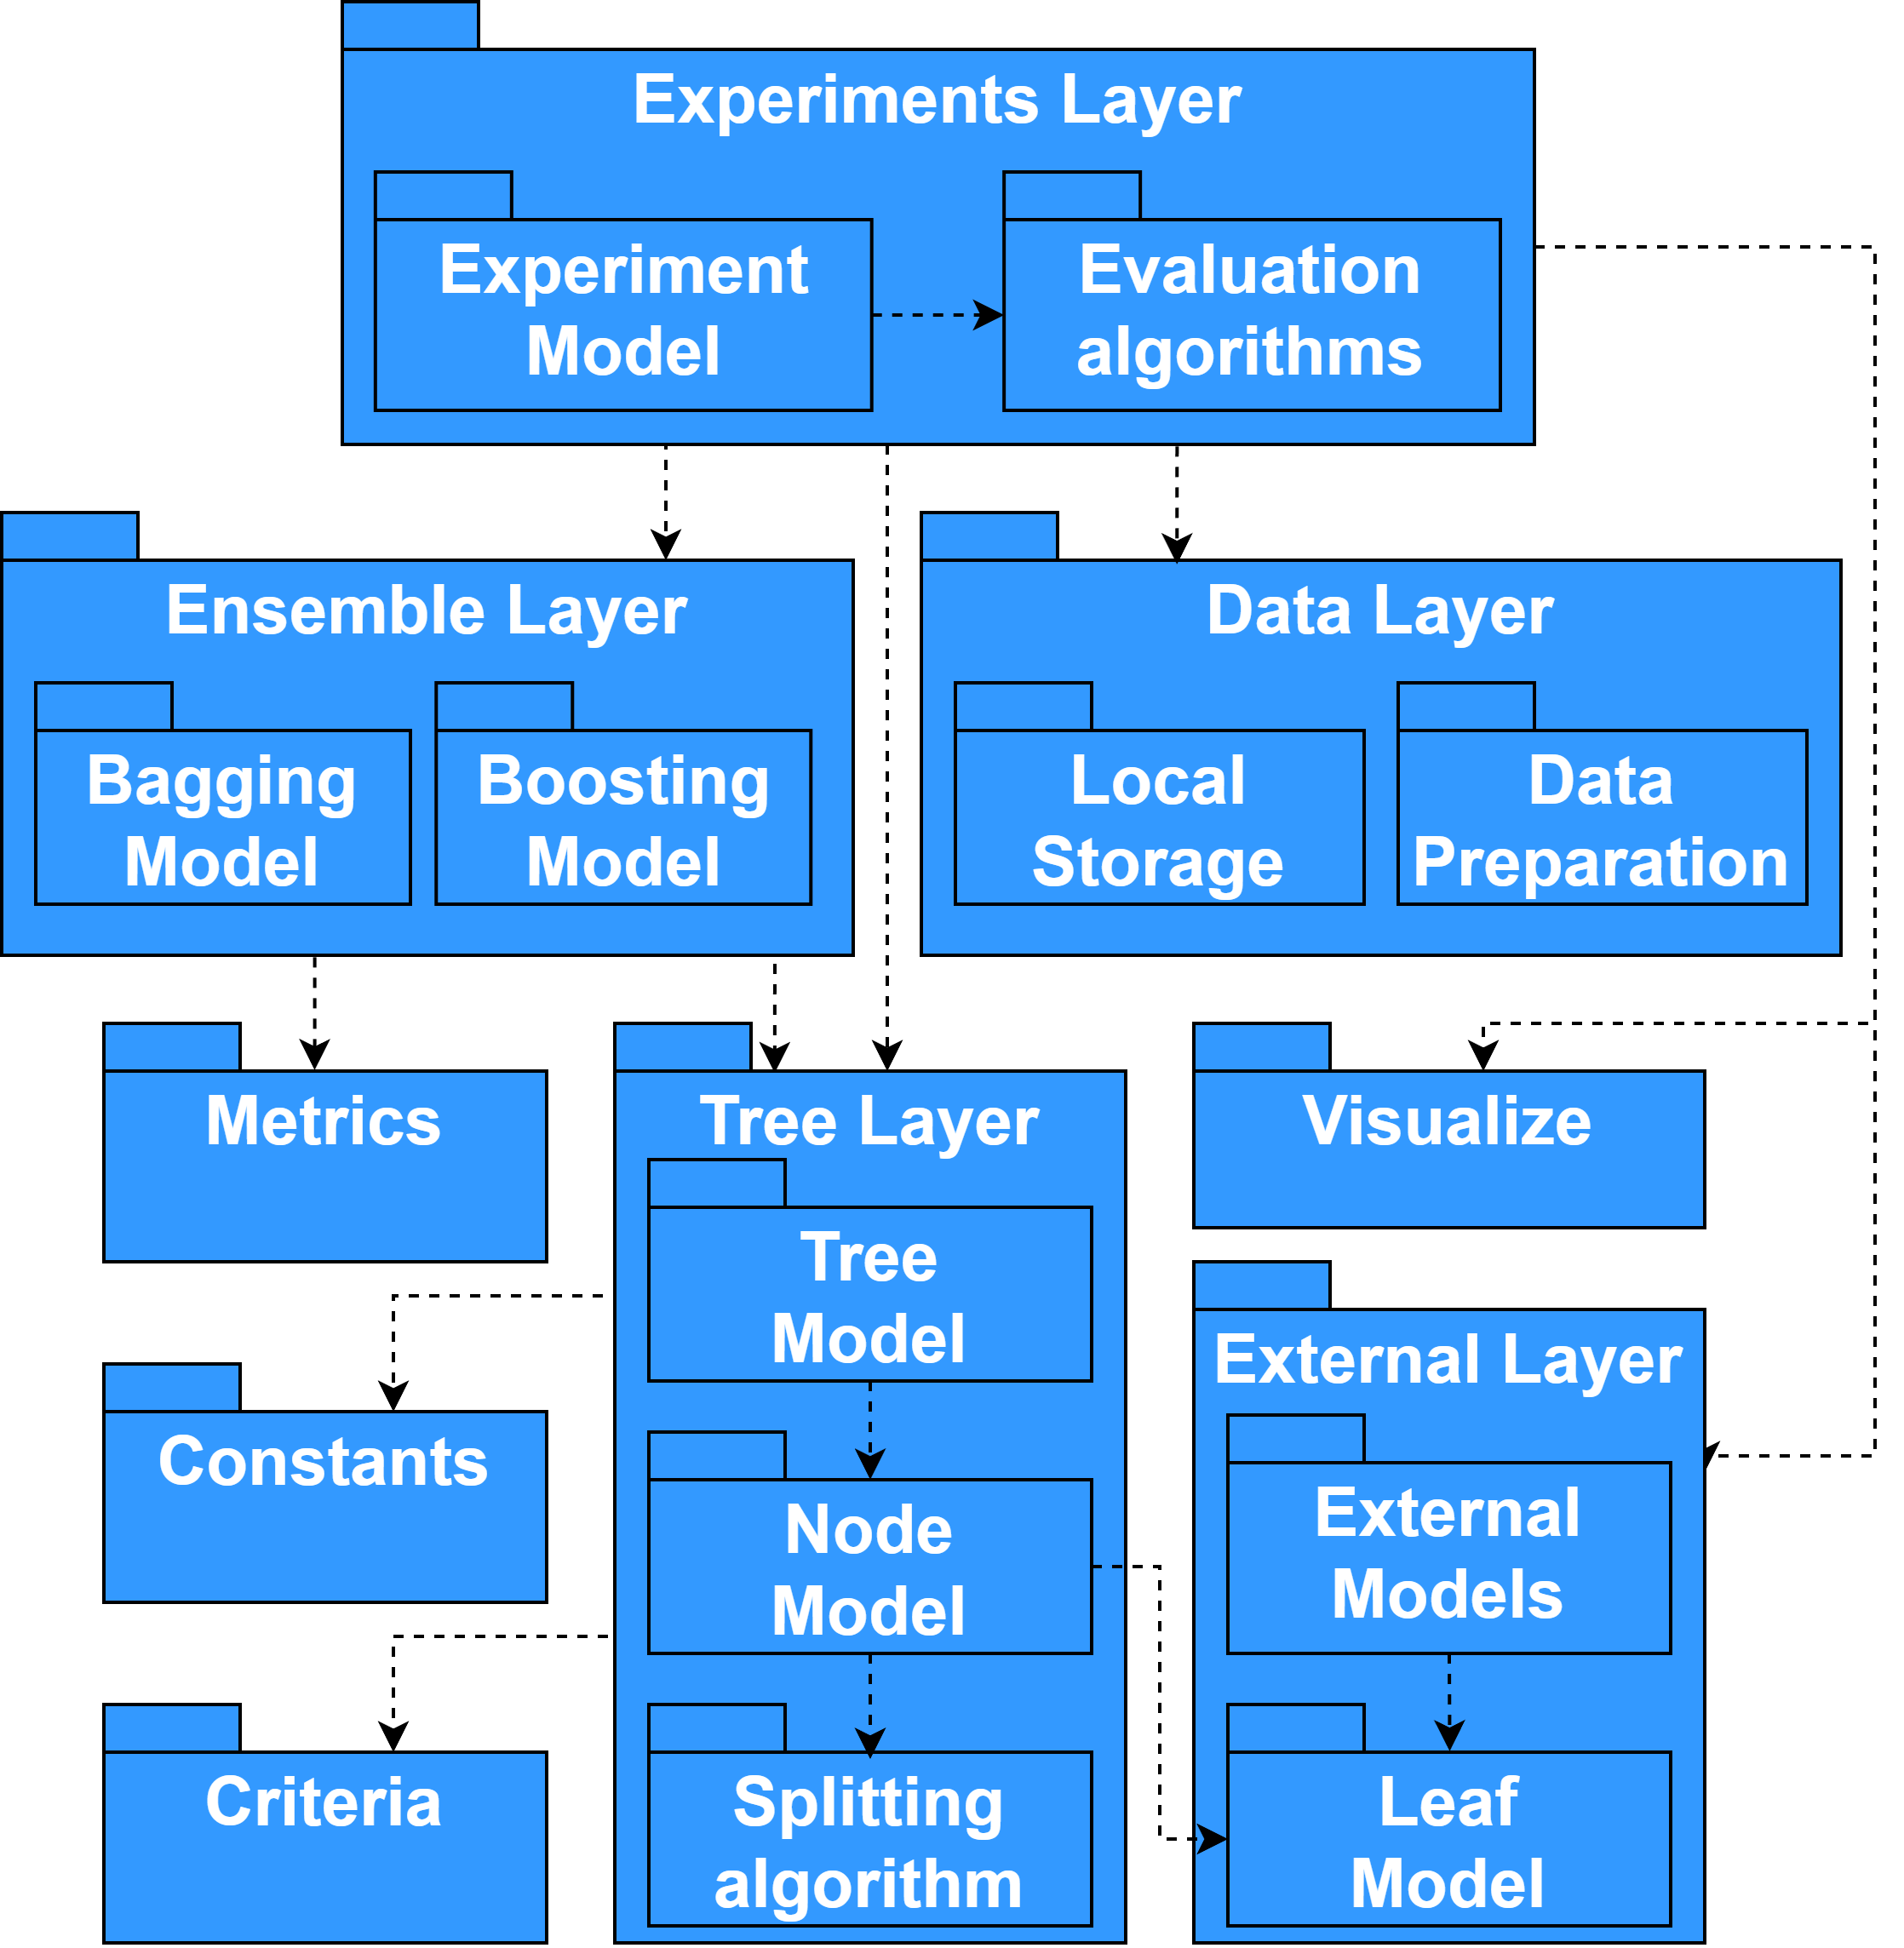 Experiments Layer
Experiment
Model
Evaluation
algorithms
Ensemble Layer
Bagging
Model
Boosting
Model
Data Layer
Local
Storage
Data
Preparation
Metrics
Constants
Criteria
Tree Layer
Tree
Model
Node
Model
Splitting
algorithm
Visualize
External Layer
External
Models
Leaf
Model